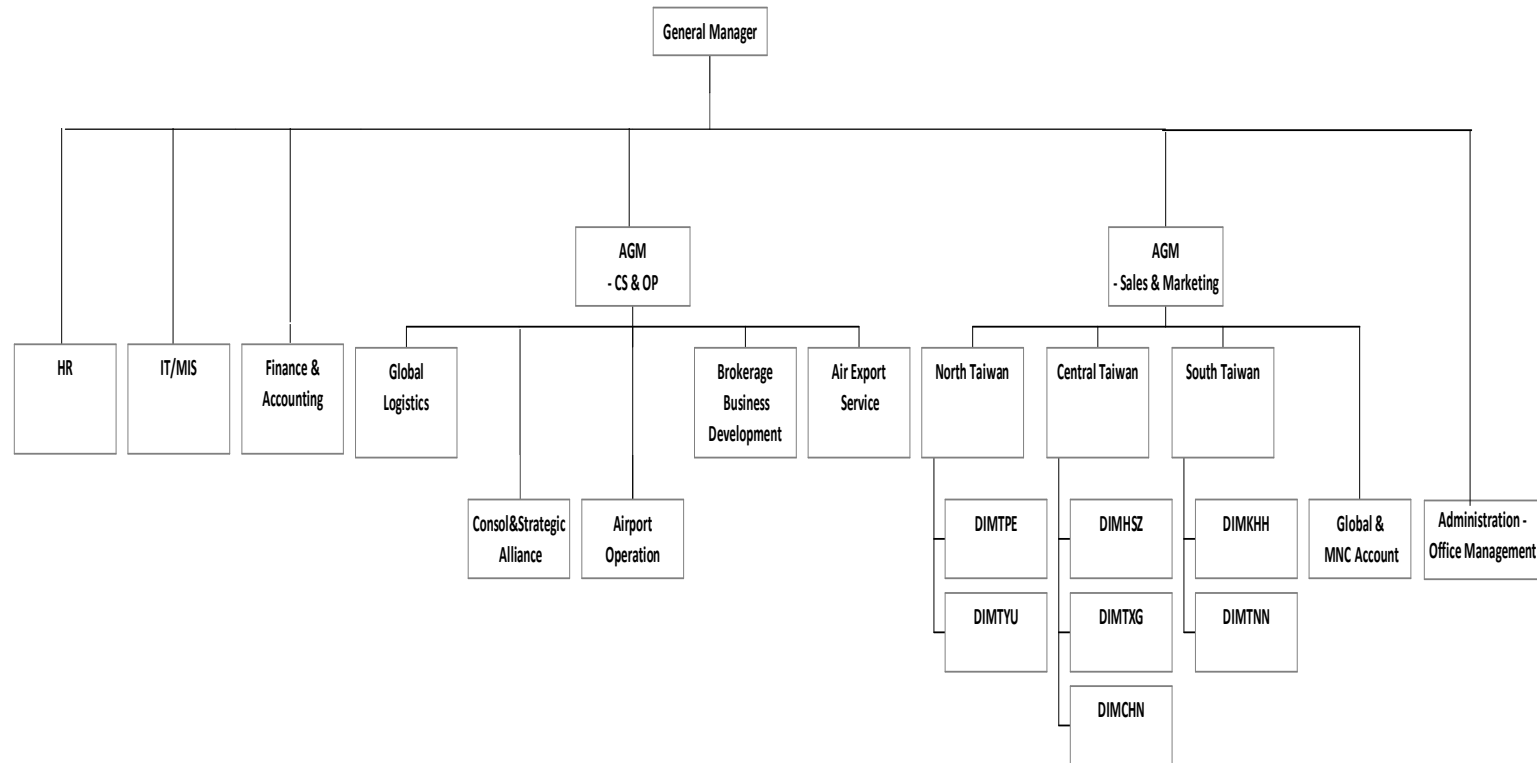 General Manager
AGM
- CS & OP
AGM
- Sales & Marketing
HR
IT/MIS
Finance &
Accounting
Global
Logistics
Brokerage
Business
Development
Air Export
Service
North Taiwan
Central Taiwan
South Taiwan
Consol&Strategic
Alliance
Airport
Operation
DIMTPE
DIMHSZ
DIMKHH
Global &
MNC Account
Administration -
Office Management
DIMTYU
DIMTXG
DIMTNN
DIMCHN